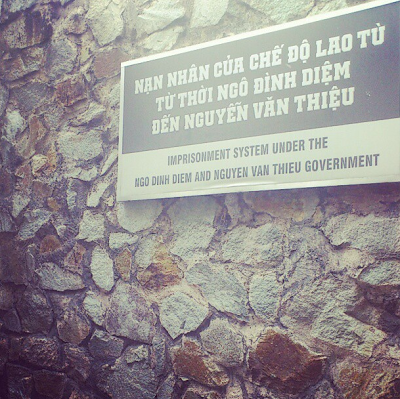 NẠN NHÂN CỦA CHẾ ĐỘ LAO TÙ
TỪ THỜI NGÔ ĐÌNH DIỆM
ĐẾN NGUYỄN VĂN THIỆU
IMPRISONMENT SYSTEM UNDER THE
NGO DINH DIEM AND NGUYEN VAN THIEU GOVERNMENT